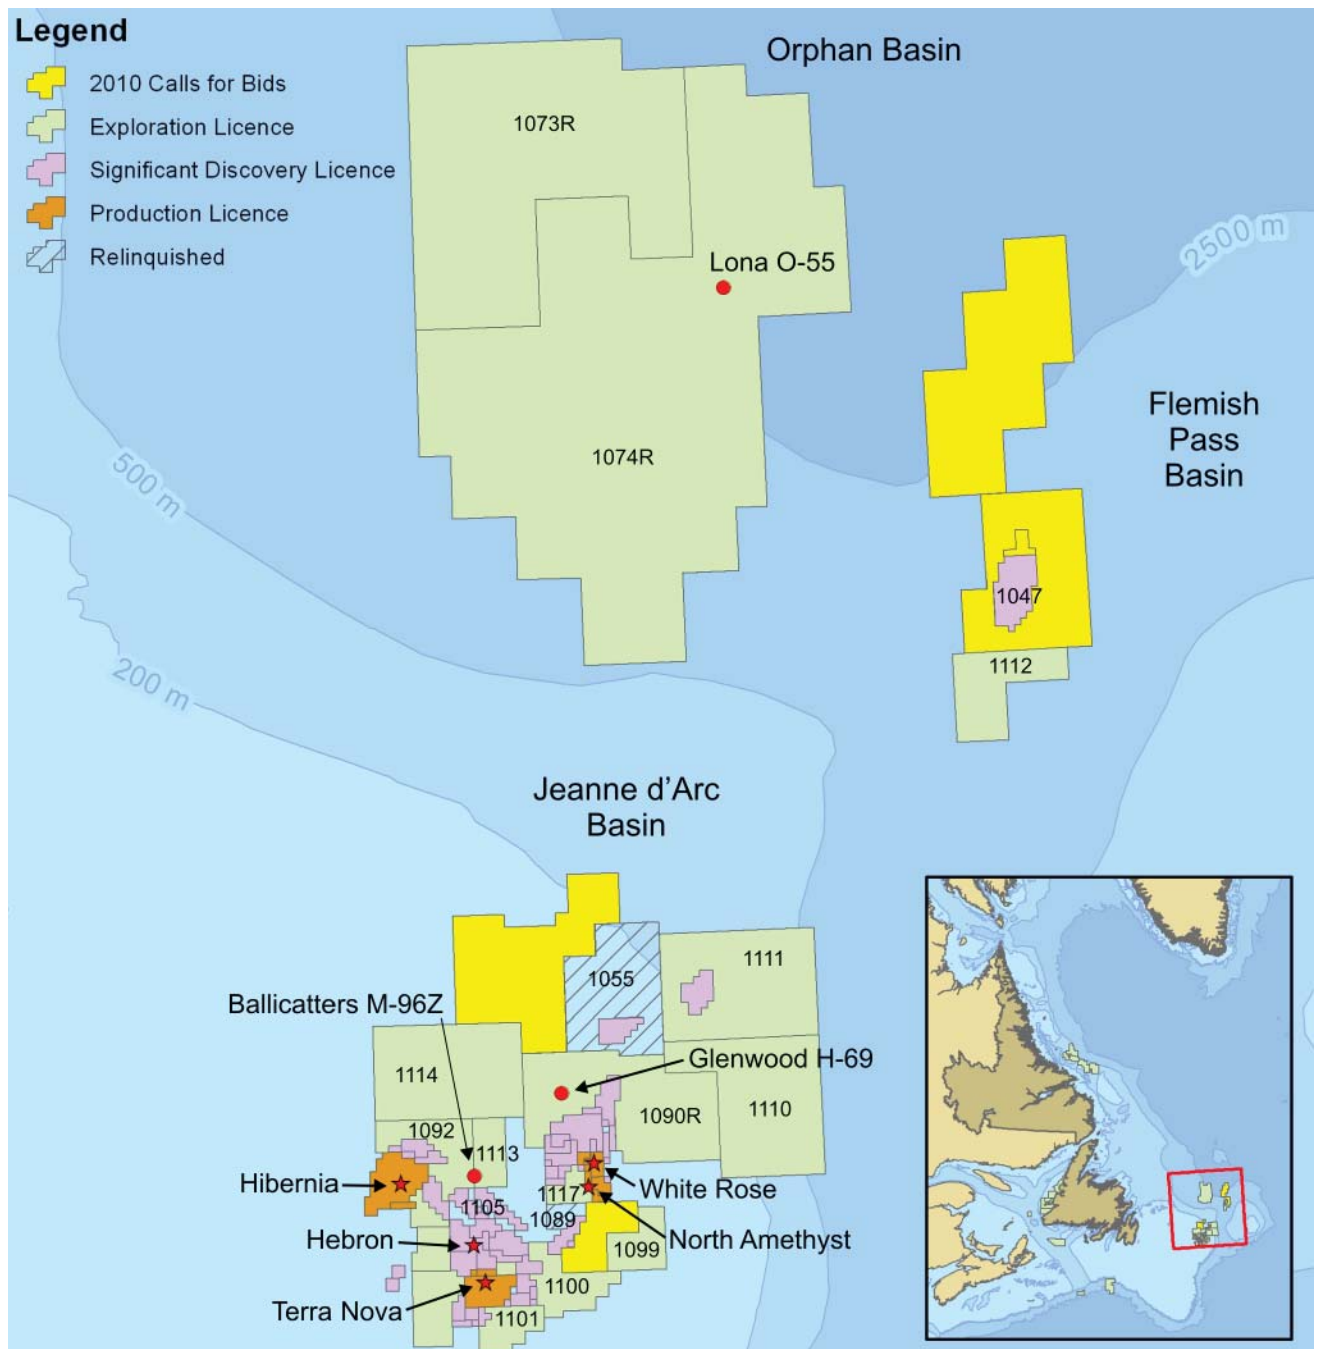 Legend
2010 Calls for Bids
Exploration Licence
Significant Discovery Licence
Production Licence
Relinquished
Orphan Basin
1073R
Lona O-55
2500 m
Flemish
Pass
Basin
1074R
500 m
1047
1112
200 m
Jeanne d’Arc
Basin
1055
1111
Ballicatters M-96Z
Glenwood H-69
1114
1090R
1110
1092
1113
Hibernia
White Rose
1117
1105
1089
Hebron
North Amethyst
1099
1100
Terra Nova
1101